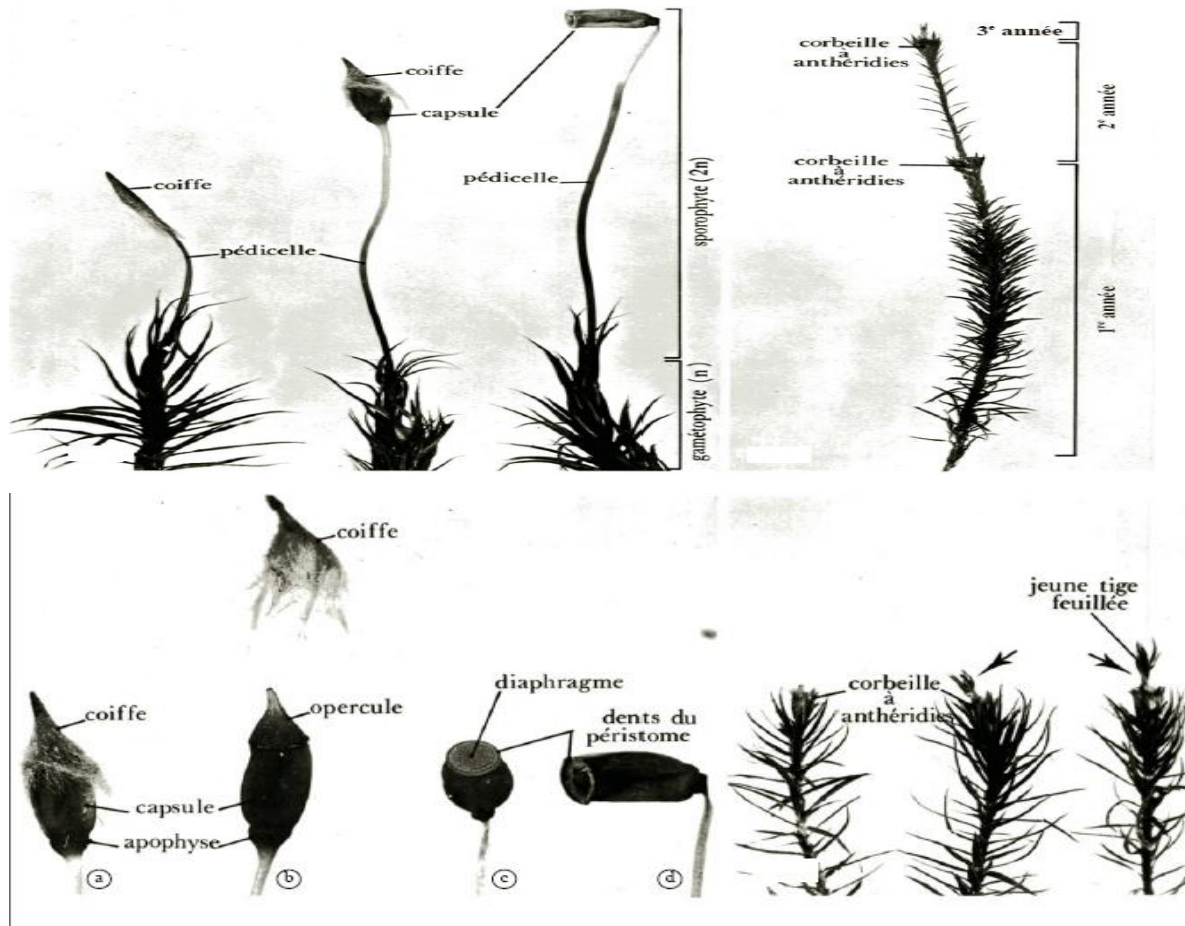 coiffe
pédicelle
coiffe
capsule
pédicelle
sporophyte (2n)
gamétophyte (n)
corbeille
à
anthéridies
corbeille
à
anthéridies
3e année
2e année
1re année
coiffe
coiffe
opercule
capsule
apophyse
a
b
diaphragme
dents du
péristome
c
d
corbeille
à
anthéridies
jeune tige
feuillée